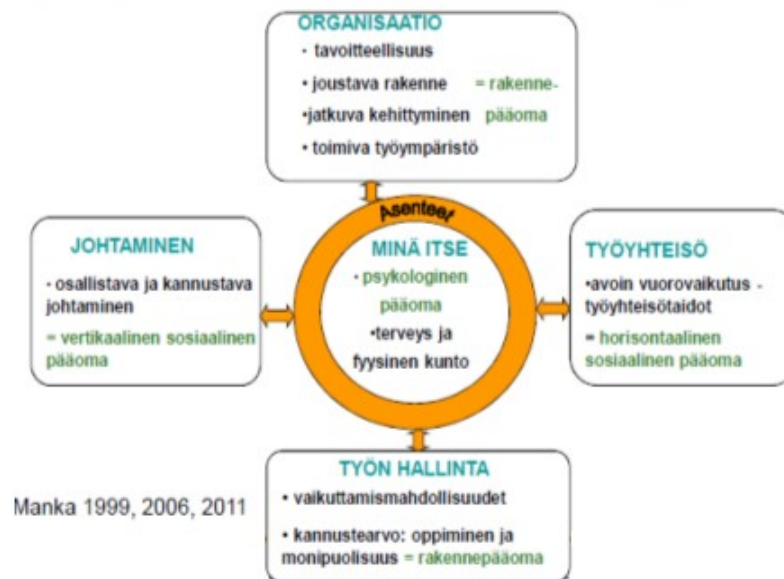 ORGANISAATIO
• tavoitteellisuus
• joustava rakenne = rakenne-
•jatkuva kehittyminen pääoma
• toimiva työympäristö
Asenteet
JOHTAMINEN
• osallistava ja kannustava
johtaminen
= vertikaalinen sosiaalinen
pääoma
MINÄ ITSE
• psykologinen
pääoma
•terveys ja
fyysinen kunto
TYÖYHTEISÖ
•avoin vuorovaikutus -
työyhteisötaidot
= horisontaalinen
sosiaalinen pääoma
TYÖN HALLINTA
• vaikuttamismahdollisuudet
• kannustearvo: oppiminen ja
monipuolisuus = rakennepääoma
Manka 1999, 2006, 2011